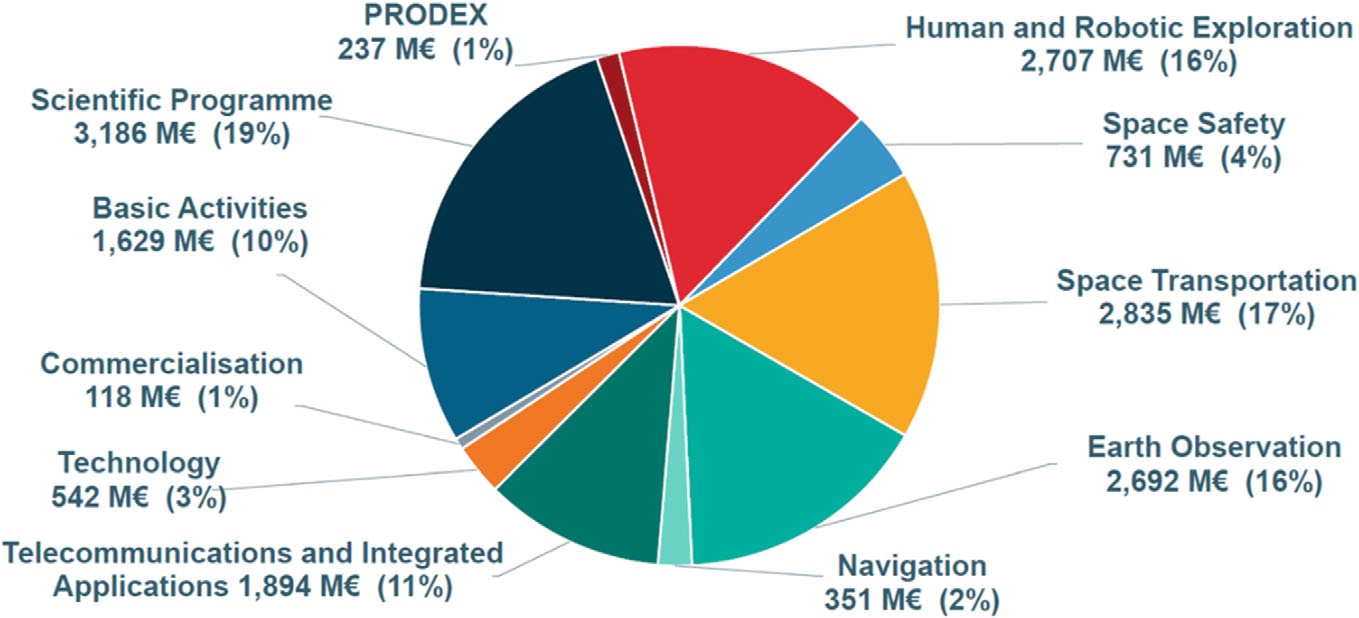 PRODEX
237 M€ (1%)
Human and Robotic Exploration
2,707 M€ (16%)
Scientific Programme
3,186 M€ (19%)
Space Safety
731 M€ (4%)
Basic Activities
1,629 M€ (10%)
Space Transportation
2,835 M€ (17%)
Commercialisation
118 M€ (1%)
Earth Observation
2,692 M€ (16%)
Technology
542 M€ (3%)
Telecommunications and Integrated
Applications 1,894 M€ (11%)
Navigation
351 M€ (2%)